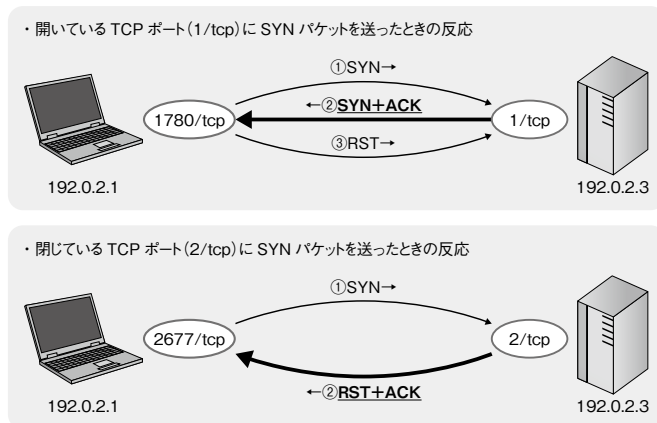 ・開いている TCP ポート（1/tcp）に SYN パケットを送ったときの反応
①SYN→
←②SYN+ACK
1780/tcp
1/tcp
③RST→
192.0.2.1
192.0.2.3
・閉じている TCP ポート（2/tcp）に SYN パケットを送ったときの反応
①SYN→
2677/tcp
2/tcp
←②RST+ACK
192.0.2.1
192.0.2.3